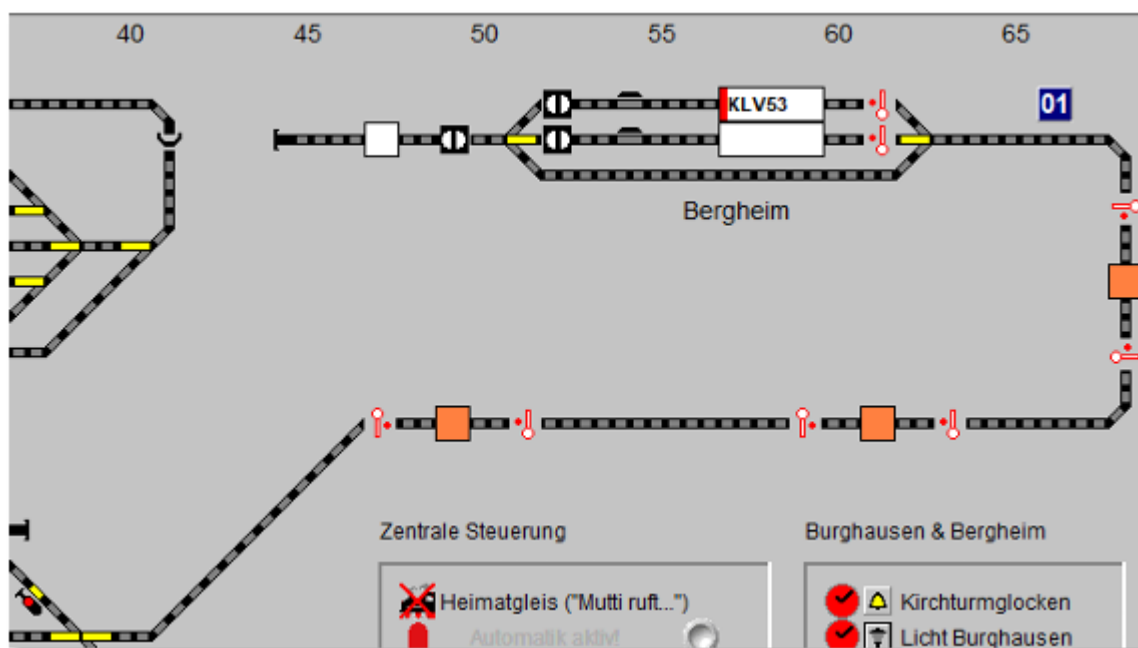 40 45 50 55 60 65
KLV53 01
Bergheim
Zentrale Steuerung
Heimatgleis ("Mutti ruft...")
Automatik aktiv!
Burghausen & Bergheim
Kirchturmglocken
Licht Burghausen